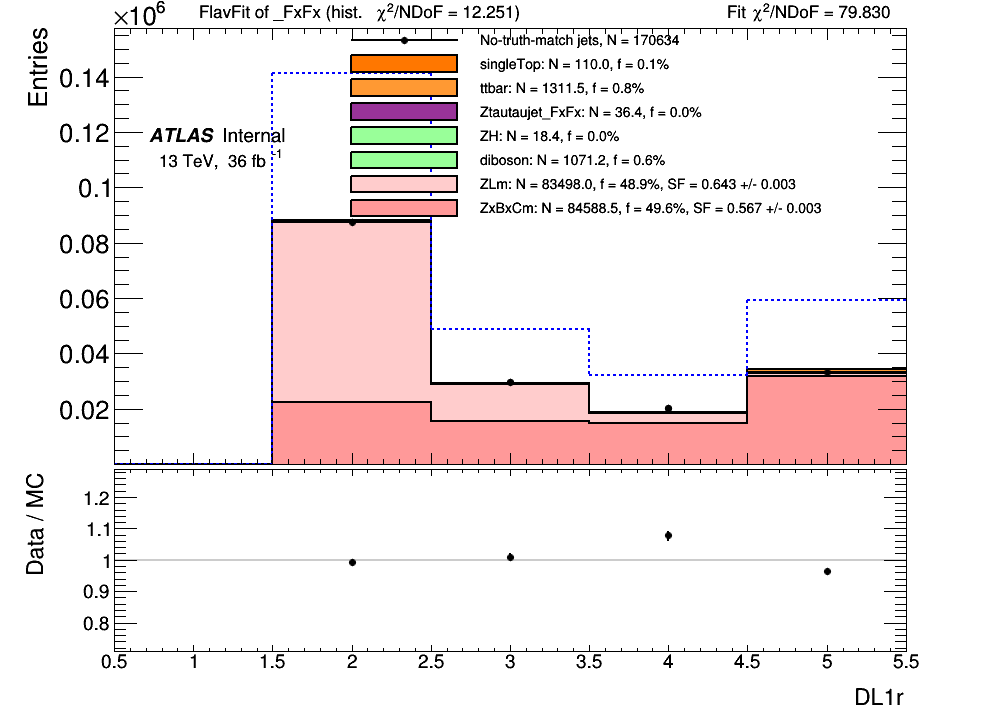 ×10⁶ FlavFit of _FxFx (hist. χ²/NDoF = 12.251) Fit χ²/NDoF = 79.830
Entries
No-truth-match jets, N = 170634
singleTop: N = 110.0, f = 0.1%
ttbar: N = 1311.5, f = 0.8%
Ztautaujet_FxFx: N = 36.4, f = 0.0%
ZH: N = 18.4, f = 0.0%
diboson: N = 1071.2, f = 0.6%
ZLm: N = 83498.0, f = 48.9%, SF = 0.643 +/- 0.003
ZxBxCm: N = 84588.5, f = 49.6%, SF = 0.567 +/- 0.003
ATLAS Internal
13 TeV, 36 fb⁻¹
0.14
0.12
0.1
0.08
0.06
0.04
0.02
Data / MC
1.2
1.1
1
0.9
0.8
0.5 1 1.5 2 2.5 3 3.5 4 4.5 5 5.5
DL1r